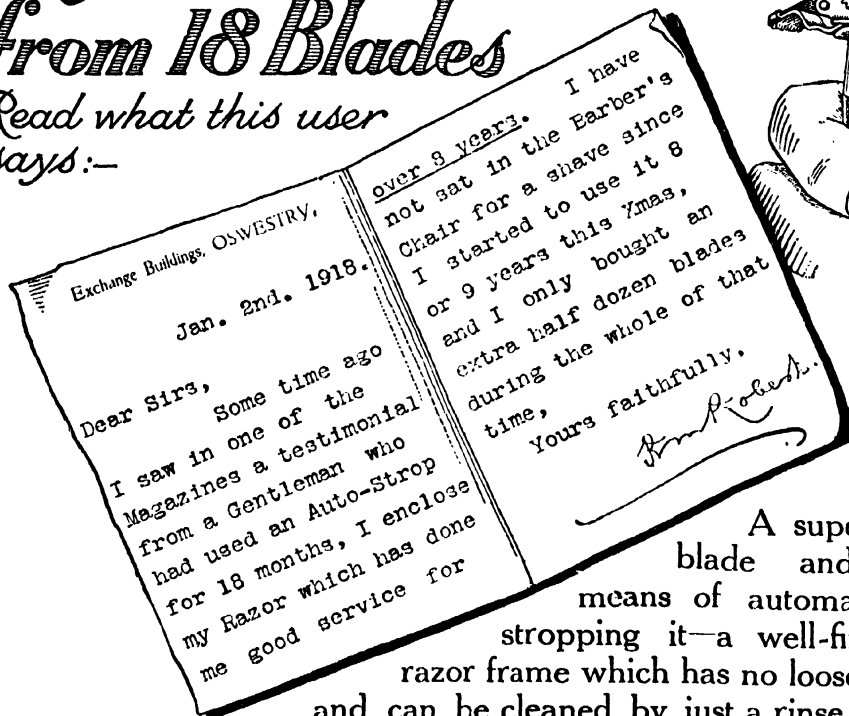 from 18 Blades
Read what this user
says:—
Exchange Buildings, OSWESTRY,
Jan. 2nd. 1918.
Dear Sirs,
Some time ago
I saw in one of the
Magazines a testimonial
from a Gentleman who
had used an Auto-Strop
for 18 months, I enclose
my Razor which has done
me good service for
over 8 years. I have
not sat in the Barber's
Chair for a shave since
I started to use it 8
or 9 years this Xmas,
and I only bought an
extra half dozen blades
during the whole of that
time,
Yours faithfully,
A
blade and
means of
stropping it—a
razor frame which has no
and can be cleaned by just a rinse